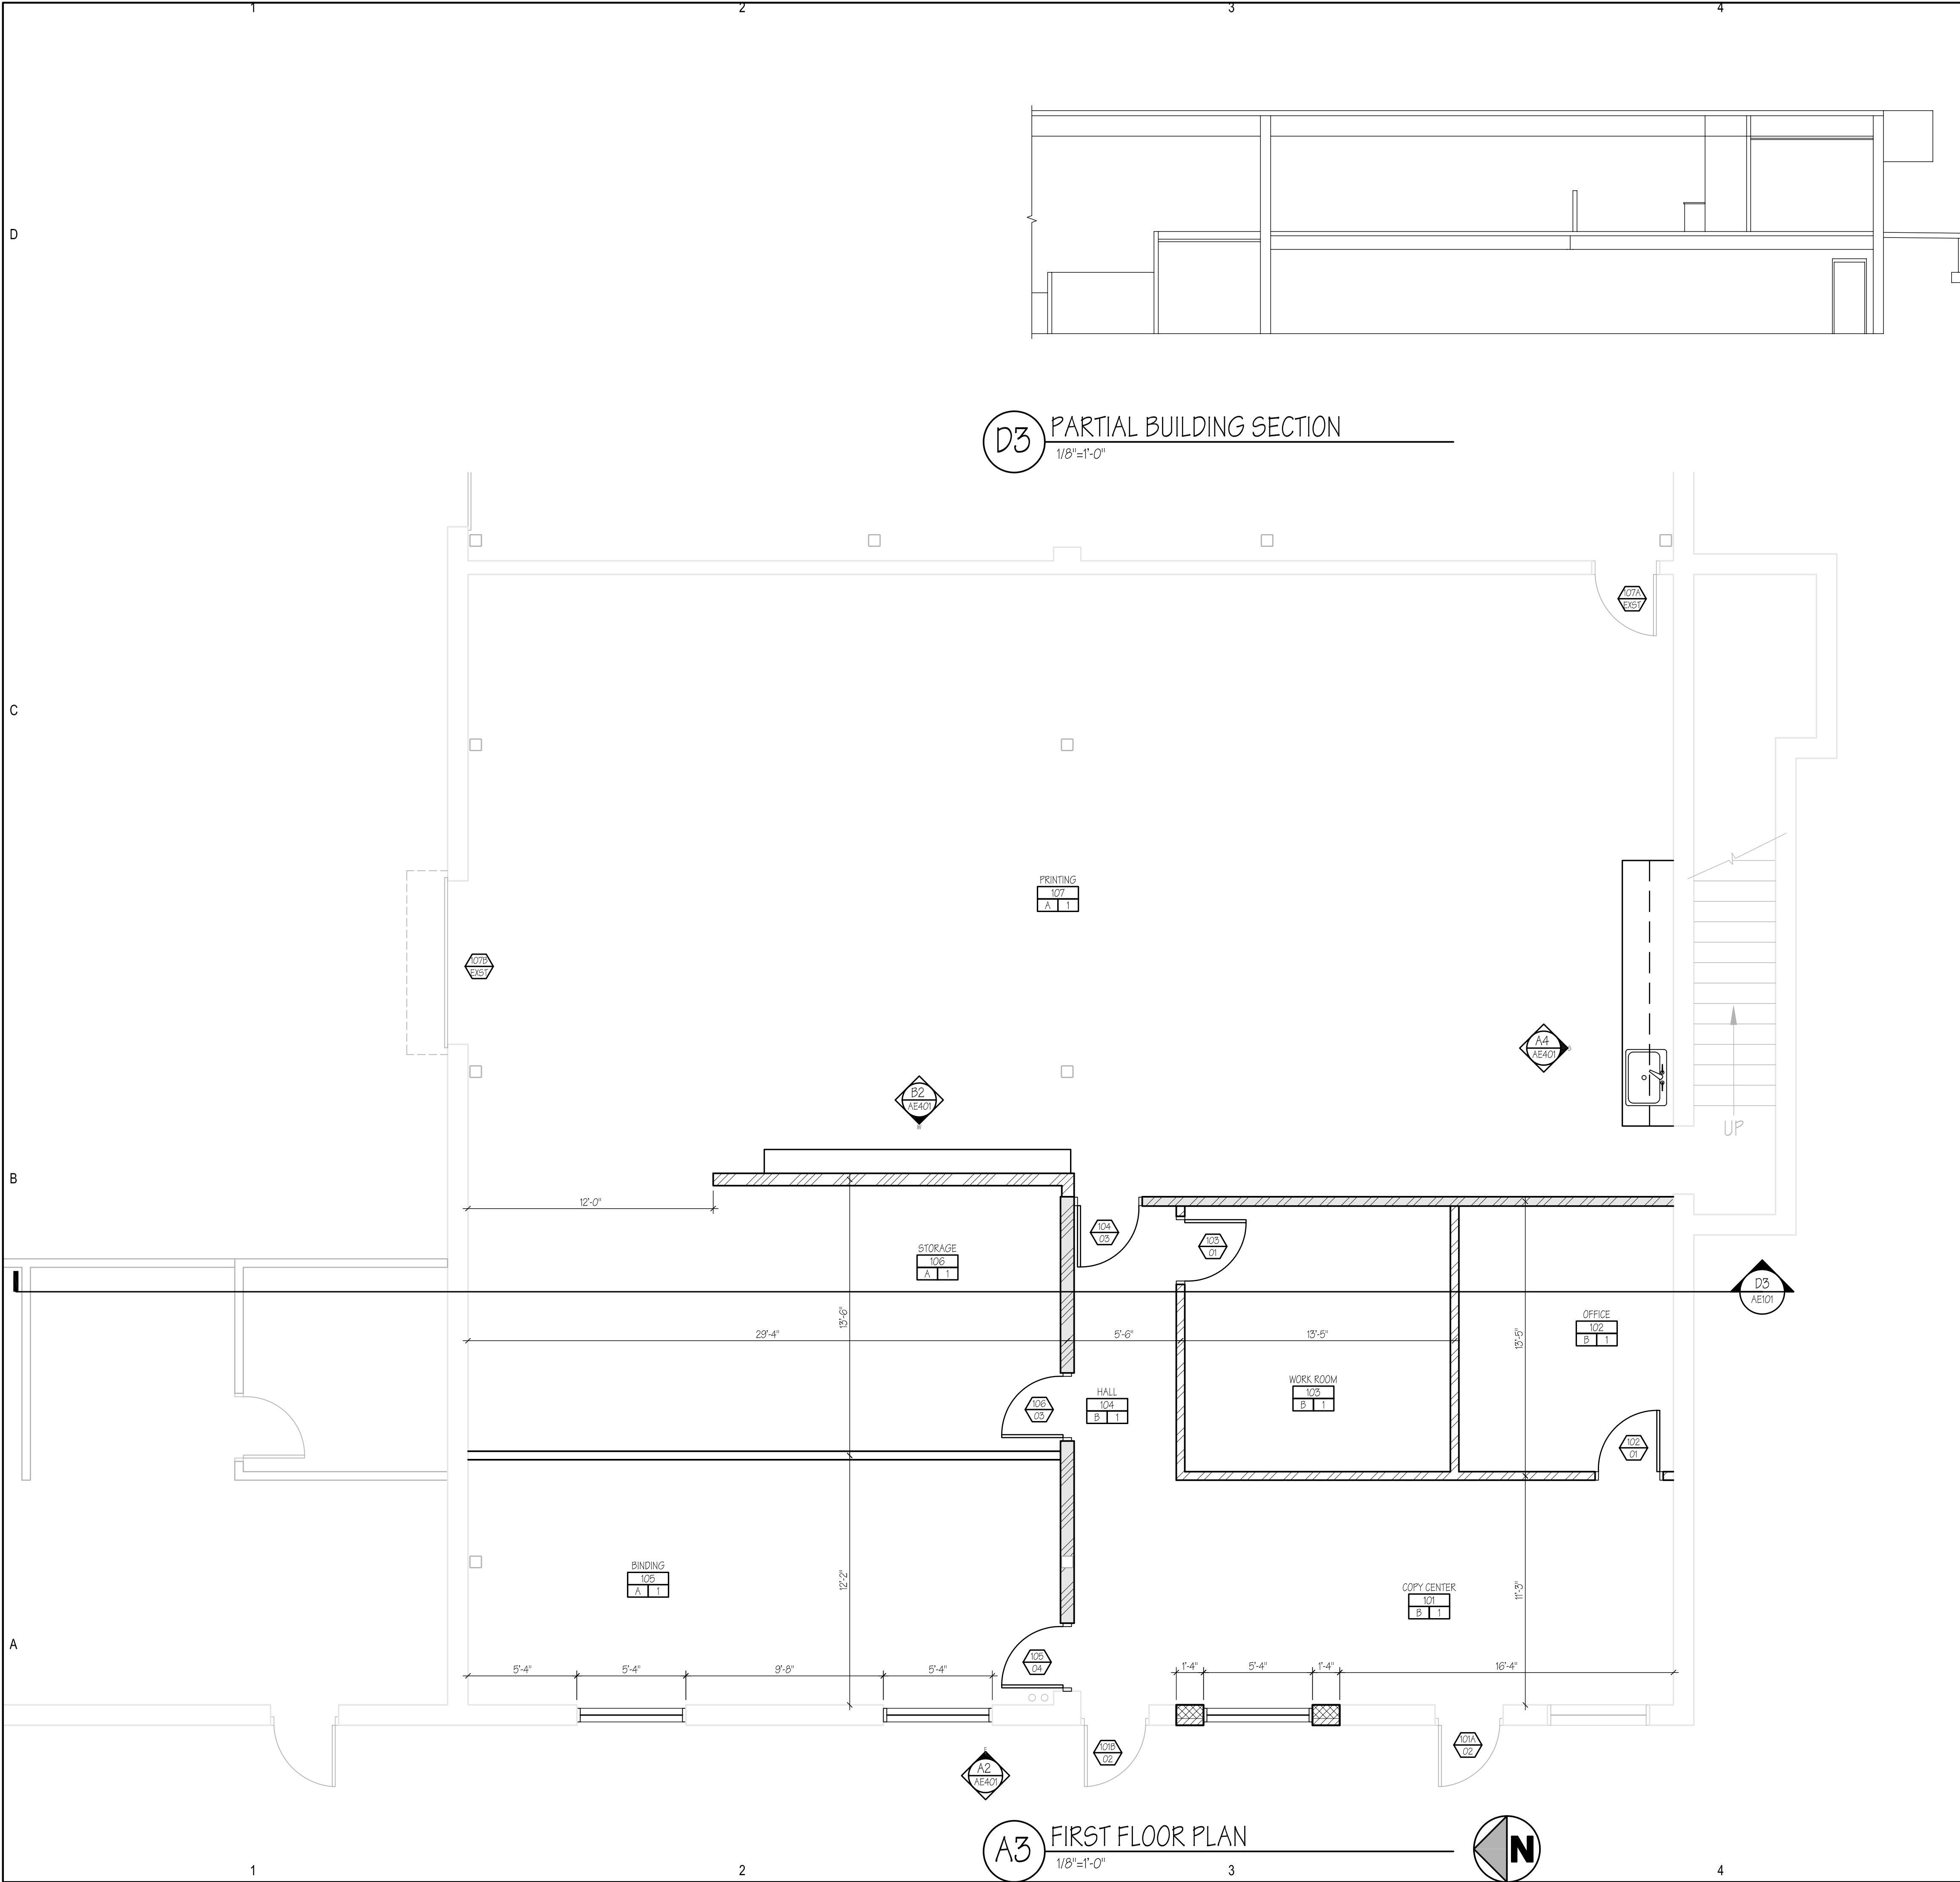 1 2 3 4
D
D3 PARTIAL BUILDING SECTION
1/8"=1'-0"
107A
EXST
C
PRINTING
107
A 1
107B
EXST
A4
AE401
B2
AE401
UP
B
12'-0"
104
03
103
01
STORAGE
106
A 1
D3
AE101
13'-6"
29'-4"
5'-6"
13'-5"
13'-5"
OFFICE
102
B 1
WORK ROOM
103
B 1
HALL
104
B 1
106
03
102
01
BINDING
105
A 1
12'-2"
COPY CENTER
101
B 1
11'-3"
A
105
04
5'-4"
5'-4"
9'-8"
5'-4"
1'-4"
5'-4"
1'-4"
16'-4"
101B
02
101A
02
A2
AE401
A3 FIRST FLOOR PLAN
1/8"=1'-0"
N
1 2 3 4